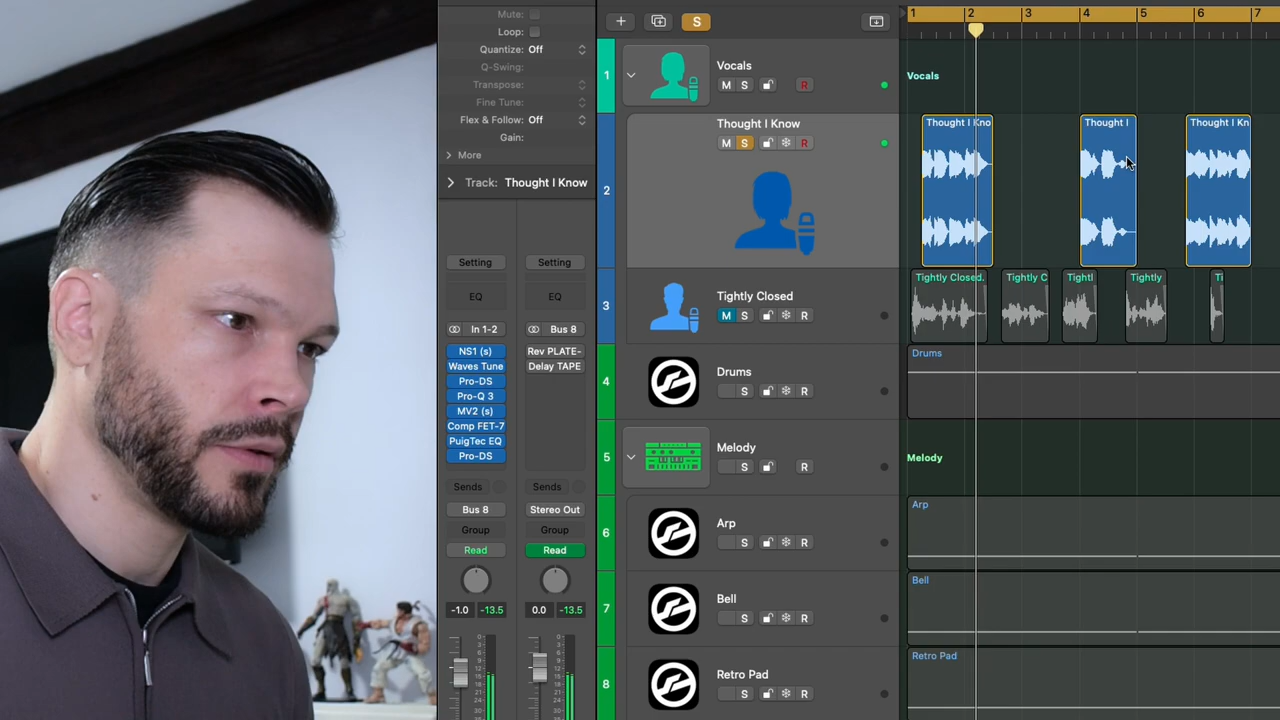 Mute:
Loop:
Quantize: Off
Q-Swing:
Transpose:
Fine Tune:
Flex & Follow: Off
Gain:
More
Track: Thought I Know
Setting
Setting
EQ
EQ
In 1-2
Bus 8
NS1 (s)
Waves Tune
Pro-DS
Pro-Q 3
MV2 (s)
Comp FET-7
PuigTec EQ
Pro-DS
Rev PLATE-
Delay TAPE
Sends
Sends
Bus 8
Stereo Out
Group
Group
Read
Read
-1.0 -13.5
0.0 -13.5
S
1 2 3 4 5 6 7
1
Vocals
M S R
Vocals
2
Thought I Know
M S R
Thought I Kno
Thought I
Thought I Kn
3
Tightly Closed
M S R
Tightly Closed.
Tightly C
Tightl
Tightly
Ti
4
Drums
S R
Drums
5
Melody
S R
Melody
6
Arp
S R
Arp
7
Bell
S R
Bell
8
Retro Pad
S R
Retro Pad